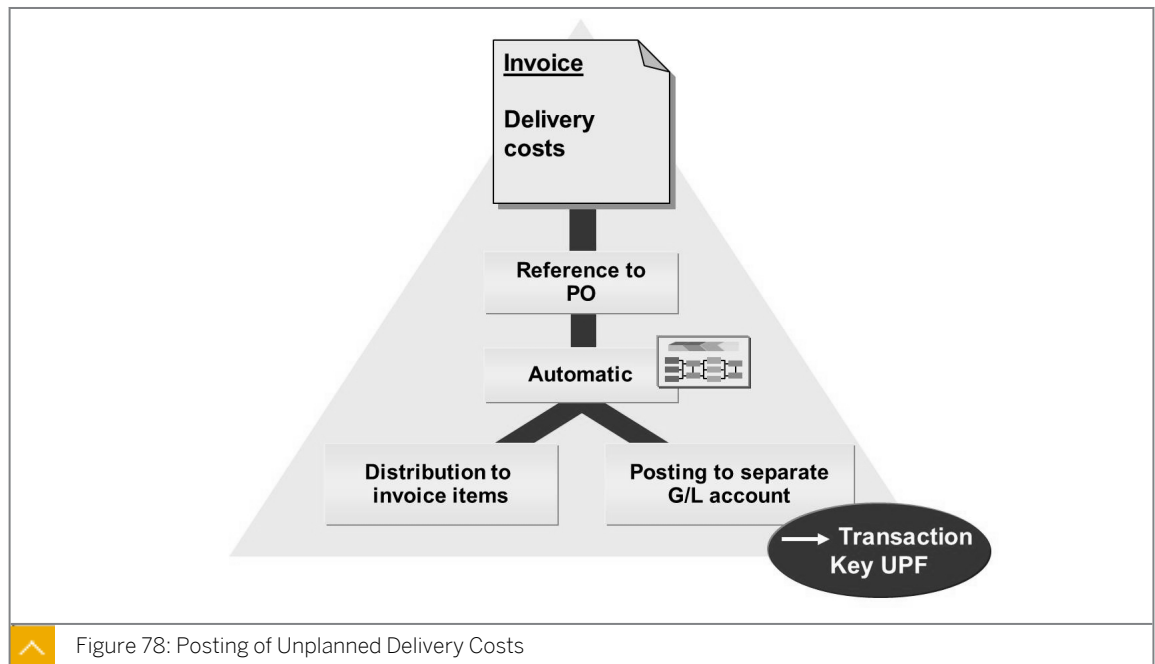 Invoice
Delivery
costs
Reference to
PO
Automatic
Distribution to
invoice items
Posting to separate
G/L account
Transaction
Key UPF
Figure 78: Posting of Unplanned Delivery Costs